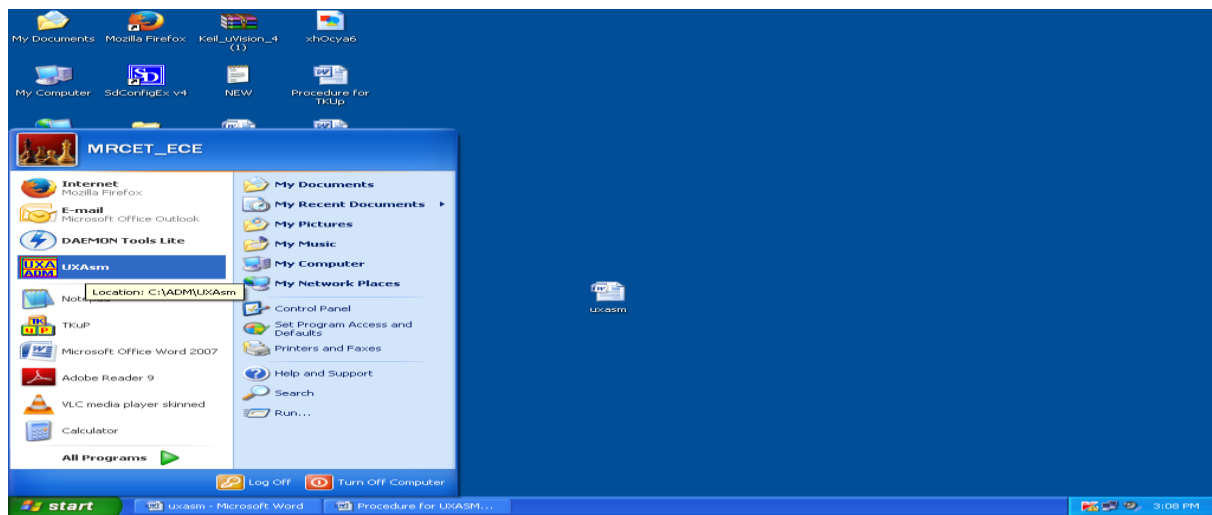 My Documents Mozilla Firefox Keil_uVision_4 xhOcya6
(1)
My Computer SdConfigEx v4 NEW Procedure for
TKUp
MRCET_ECE
Internet
Mozilla Firefox
E-mail
Microsoft Office Outlook
DAEMON Tools Lite
UXAsm
Location: C:\ADM\UXAsm
TKuP
Microsoft Office Word 2007
Adobe Reader 9
VLC media player skinned
Calculator
All Programs
My Documents
My Recent Documents
My Pictures
My Music
My Computer
My Network Places
Control Panel
Set Program Access and
Defaults
Printers and Faxes
Help and Support
Search
Run...
Log Off Turn Off Computer
uxasm
start uxasm - Microsoft Word Procedure for UXASM... 3:08 PM